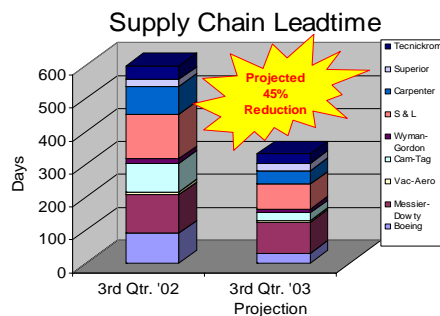 Supply Chain Leadtime
600
500
400
300
200
100
0
Days
3rd Qtr. '02
3rd Qtr. '03
Projection
Projected
45%
Reduction
Tecnickrom
Superior
Carpenter
S & L
Wyman-
Gordon
Cam-Tag
Vac-Aero
Messier-
Dowty
Boeing